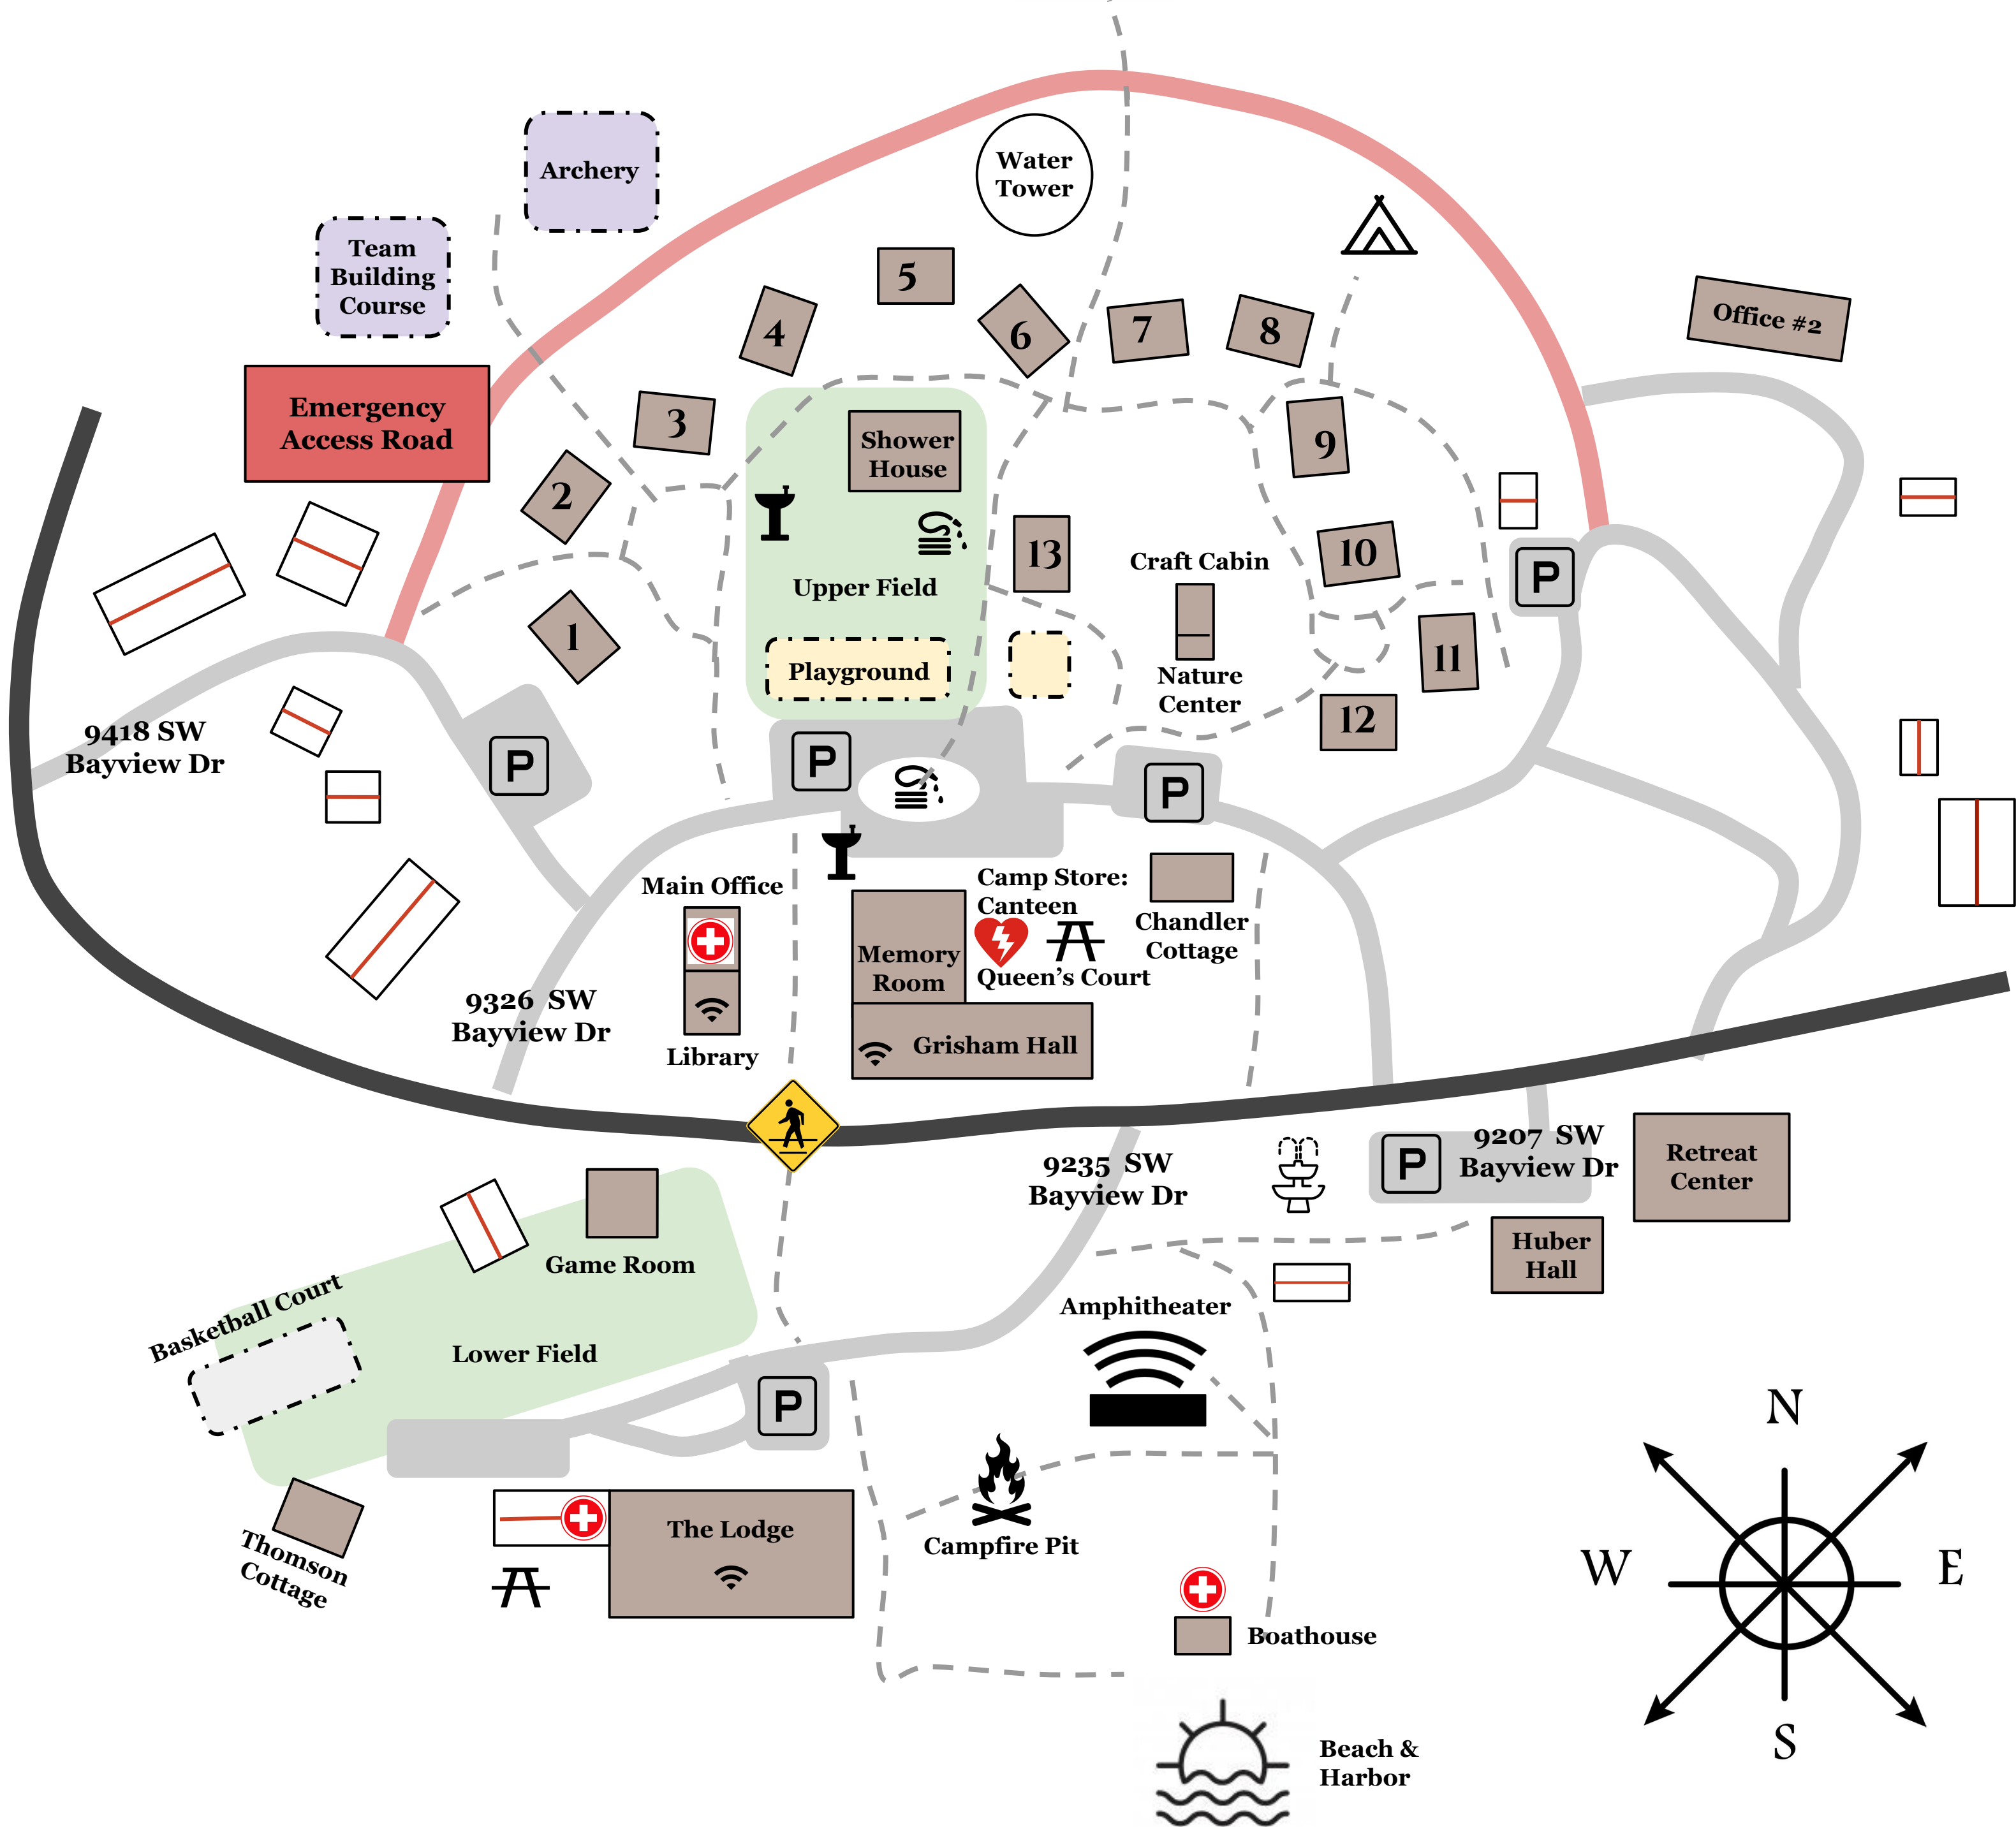 Archery
Water
Tower
Team
Building
Course
Office #2
5
4
6
7
8
Emergency
Access Road
3
Shower
House
9
2
13
10
Craft Cabin
Upper Field
P
1
11
Playground
Nature
Center
12
9418 SW
Bayview Dr
P
P
P
Main Office
Camp Store:
Canteen
Chandler
Cottage
Memory
Room
Queen's Court
9326 SW
Bayview Dr
Library
Grisham Hall
9207 SW
Bayview Dr
P
9235 SW
Bayview Dr
Retreat
Center
Game Room
Huber
Hall
Basketball Court
Amphitheater
Lower Field
P
N
The Lodge
Campfire Pit
Thomson
Cottage
W
E
Boathouse
S
Beach &
Harbor